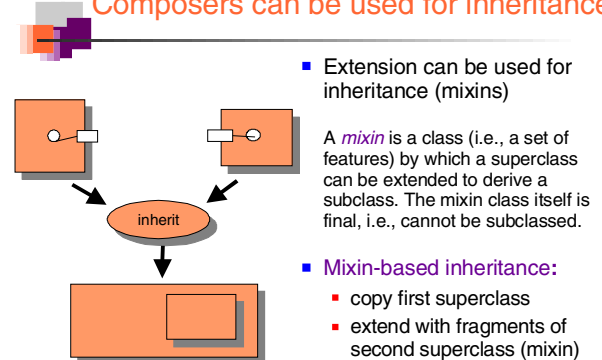 Composers can be used for inheritance
Extension can be used for
inheritance (mixins)
A mixin is a class (i.e., a set of
features) by which a superclass
can be extended to derive a
subclass. The mixin class itself is
final, i.e., cannot be subclassed.
inherit
Mixin-based inheritance:
copy first superclass
extend with fragments of
second superclass (mixin)